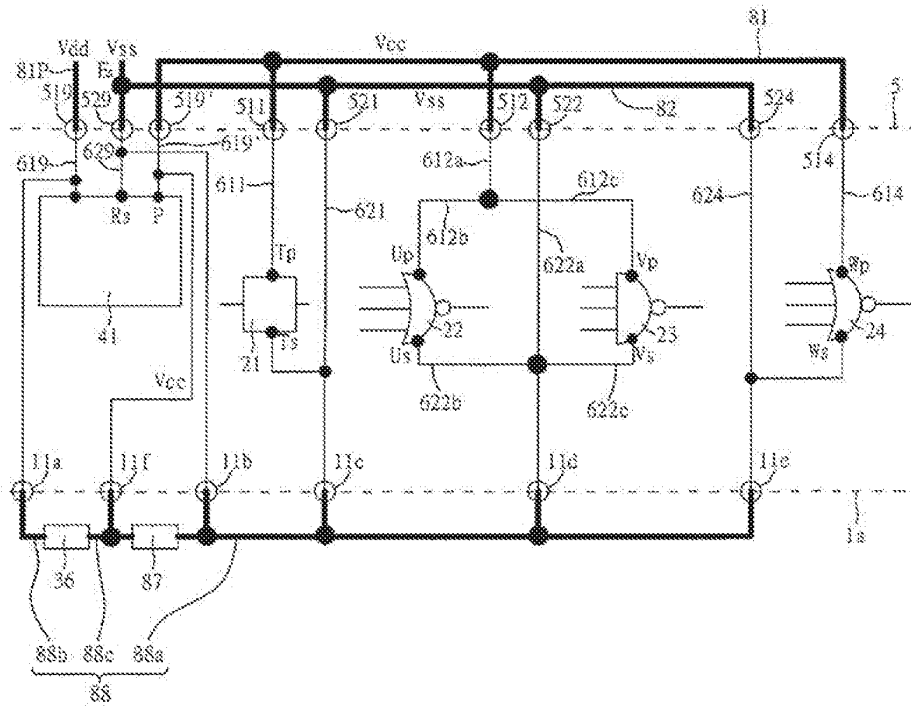 81
Vdd Vss Vcc
81P Es
519 529 519' 511 521 Vss 512 522 82 524 5
514
619 629 619' 611 621 612a 612c 624 614
612b
Rs P Tp Up 622a Vp Wp
41 21 Ts 22 Us 23 Vs 24 Ws
Vcc 622b 622c
11a 11f 11b 11c 11d 11e
1a
36 87
88b 88c 88a
88